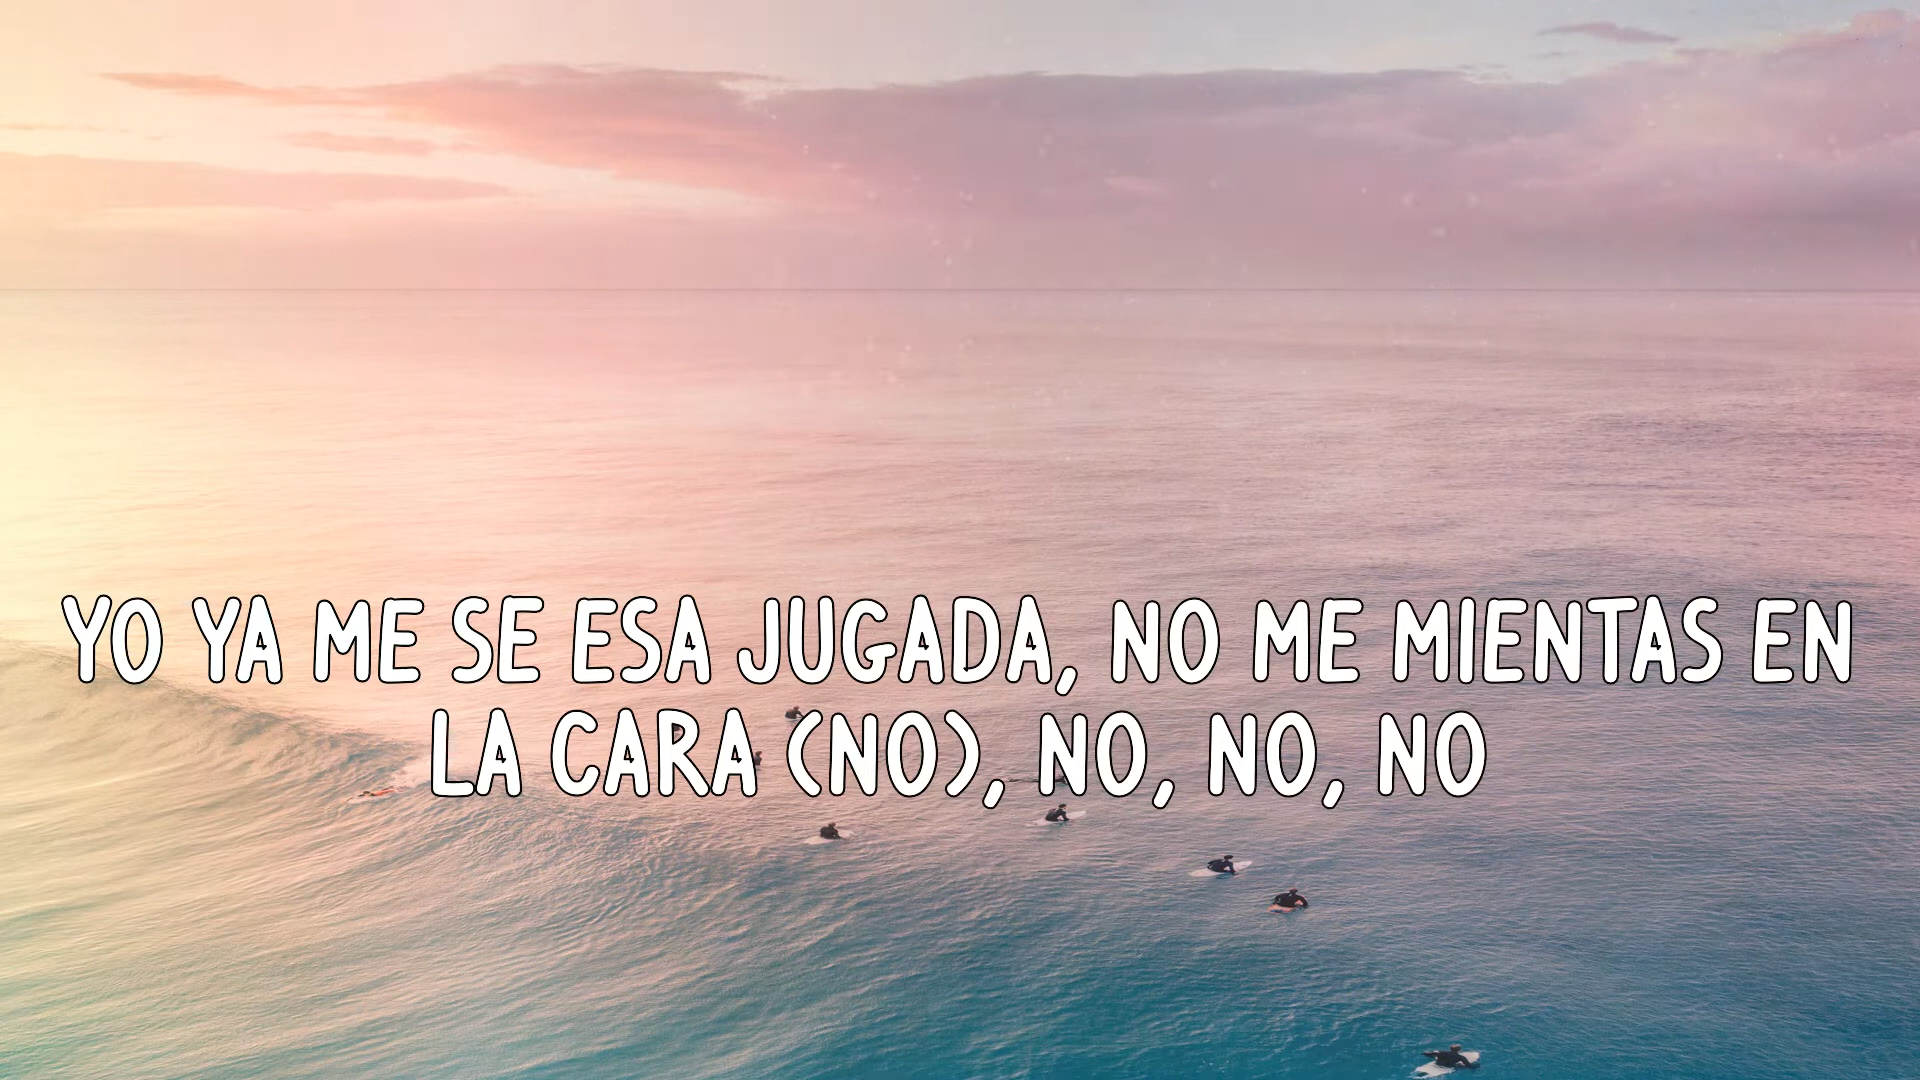 YO YA ME SE ESA JUGADA, NO ME MIENTAS EN
LA CARA (NO), NO, NO, NO